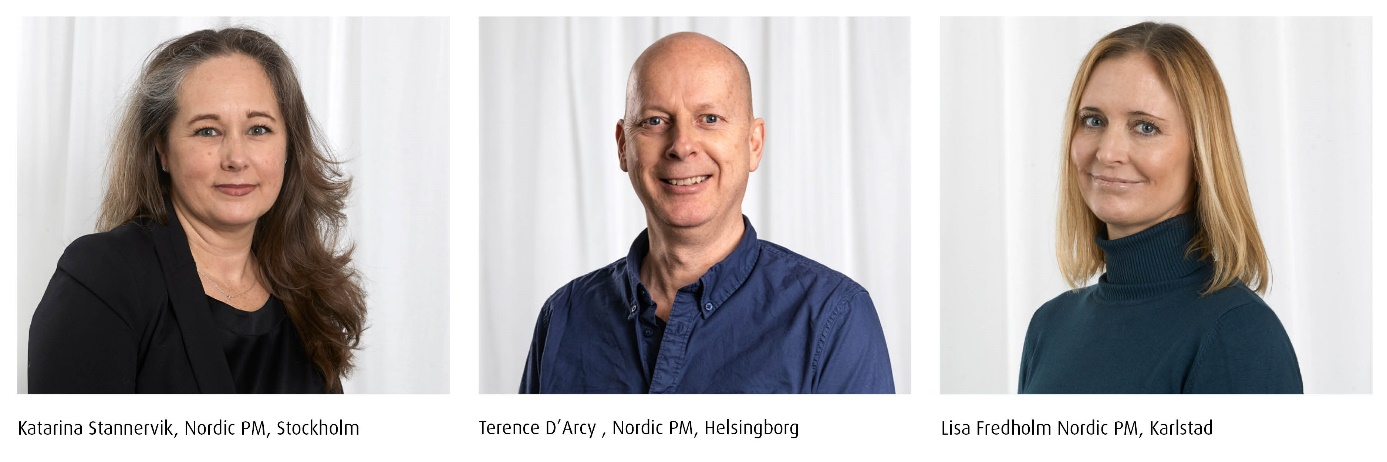 Katarina Stannervik, Nordic PM, Stockholm
Terence D’Arcy , Nordic PM, Helsingborg
Lisa Fredholm Nordic PM, Karlstad